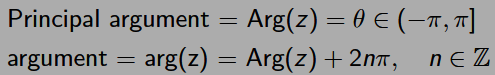 Principal argument = Arg(z) = θ ∈ (−π, π]
argument = arg(z) = Arg(z) + 2nπ, n ∈ ℤ